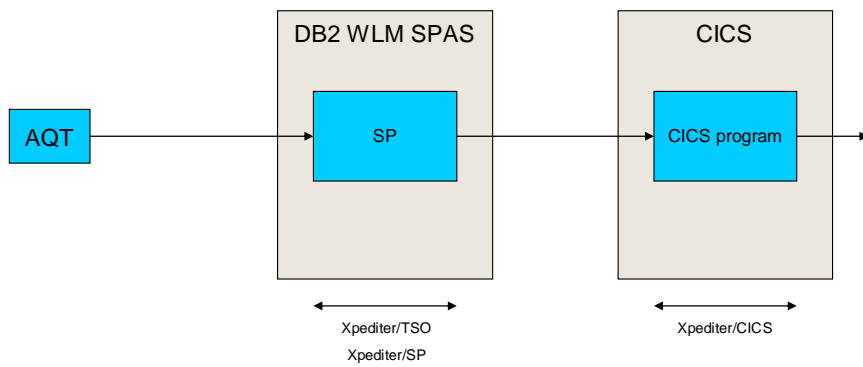 DB2 WLM SPAS
CICS
AQT
SP
CICS program
Xpediter/TSO
Xpediter/CICS
Xpediter/SP